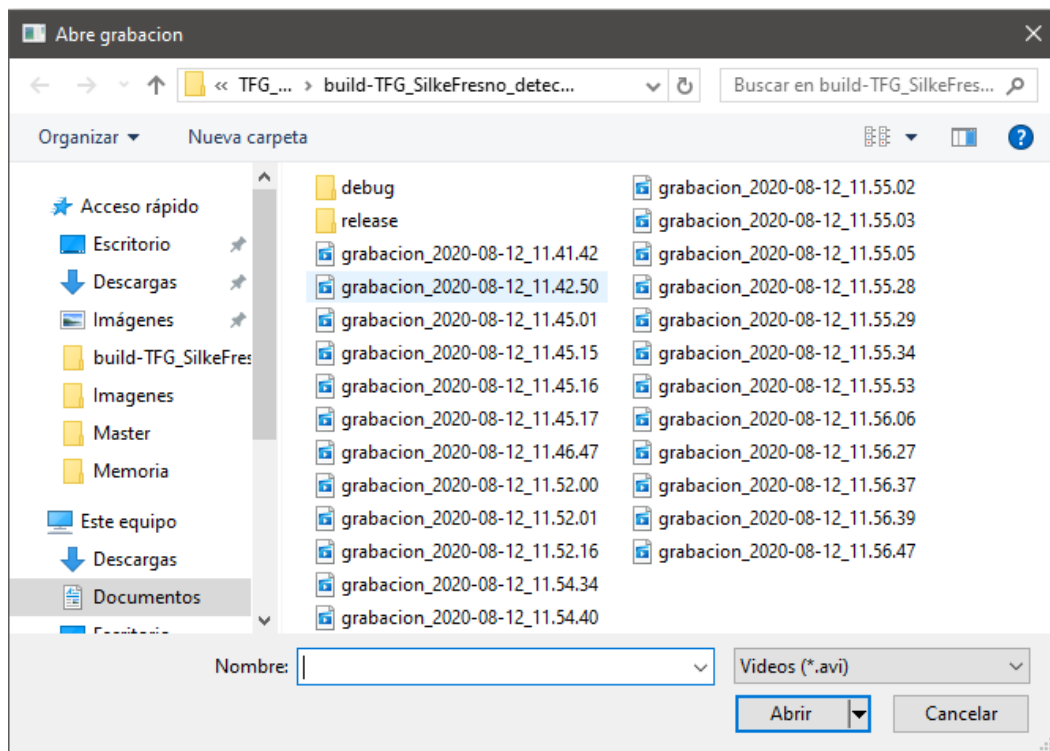 Abre grabacion
« TFG_... › build-TFG_SilkeFresno_detec...
Buscar en build-TFG_SilkeFres...
Organizar
Nueva carpeta
Acceso rápido
Escritorio
Descargas
Imágenes
build-TFG_SilkeFres
Imagenes
Master
Memoria
Este equipo
Descargas
Documentos
debug
release
grabacion_2020-08-12_11.41.42
grabacion_2020-08-12_11.42.50
grabacion_2020-08-12_11.45.01
grabacion_2020-08-12_11.45.15
grabacion_2020-08-12_11.45.16
grabacion_2020-08-12_11.45.17
grabacion_2020-08-12_11.46.47
grabacion_2020-08-12_11.52.00
grabacion_2020-08-12_11.52.01
grabacion_2020-08-12_11.52.16
grabacion_2020-08-12_11.54.34
grabacion_2020-08-12_11.54.40
grabacion_2020-08-12_11.55.02
grabacion_2020-08-12_11.55.03
grabacion_2020-08-12_11.55.05
grabacion_2020-08-12_11.55.28
grabacion_2020-08-12_11.55.29
grabacion_2020-08-12_11.55.34
grabacion_2020-08-12_11.55.53
grabacion_2020-08-12_11.56.06
grabacion_2020-08-12_11.56.27
grabacion_2020-08-12_11.56.37
grabacion_2020-08-12_11.56.39
grabacion_2020-08-12_11.56.47
Nombre:
Videos (*.avi)
Abrir
Cancelar